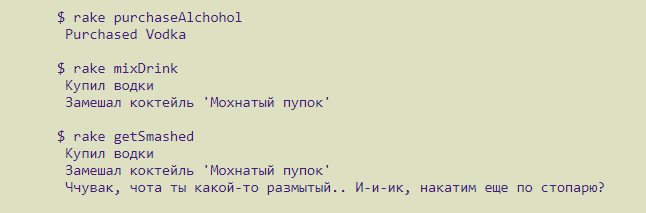 $ rake purchaseAlchohol
Purchased Vodka
$ rake mixDrink
Купил водки
Замешал коктейль 'Мохнатый пупок'
$ rake getSmashed
Купил водки
Замешал коктейль 'Мохнатый пупок'
Ччувак, чота ты какой-то размытый.. И-и-ик, накатим еще по стопарю?